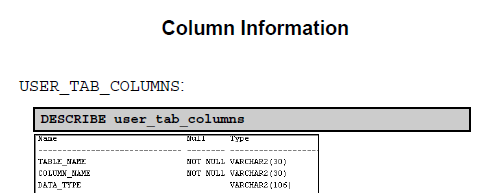 Column Information
USER_TAB_COLUMNS:
DESCRIBE user_tab_columns
Name Null Type
------------------------------ -------- --------------
TABLE_NAME NOT NULL VARCHAR2(30)
COLUMN_NAME NOT NULL VARCHAR2(30)
DATA_TYPE VARCHAR2(106)